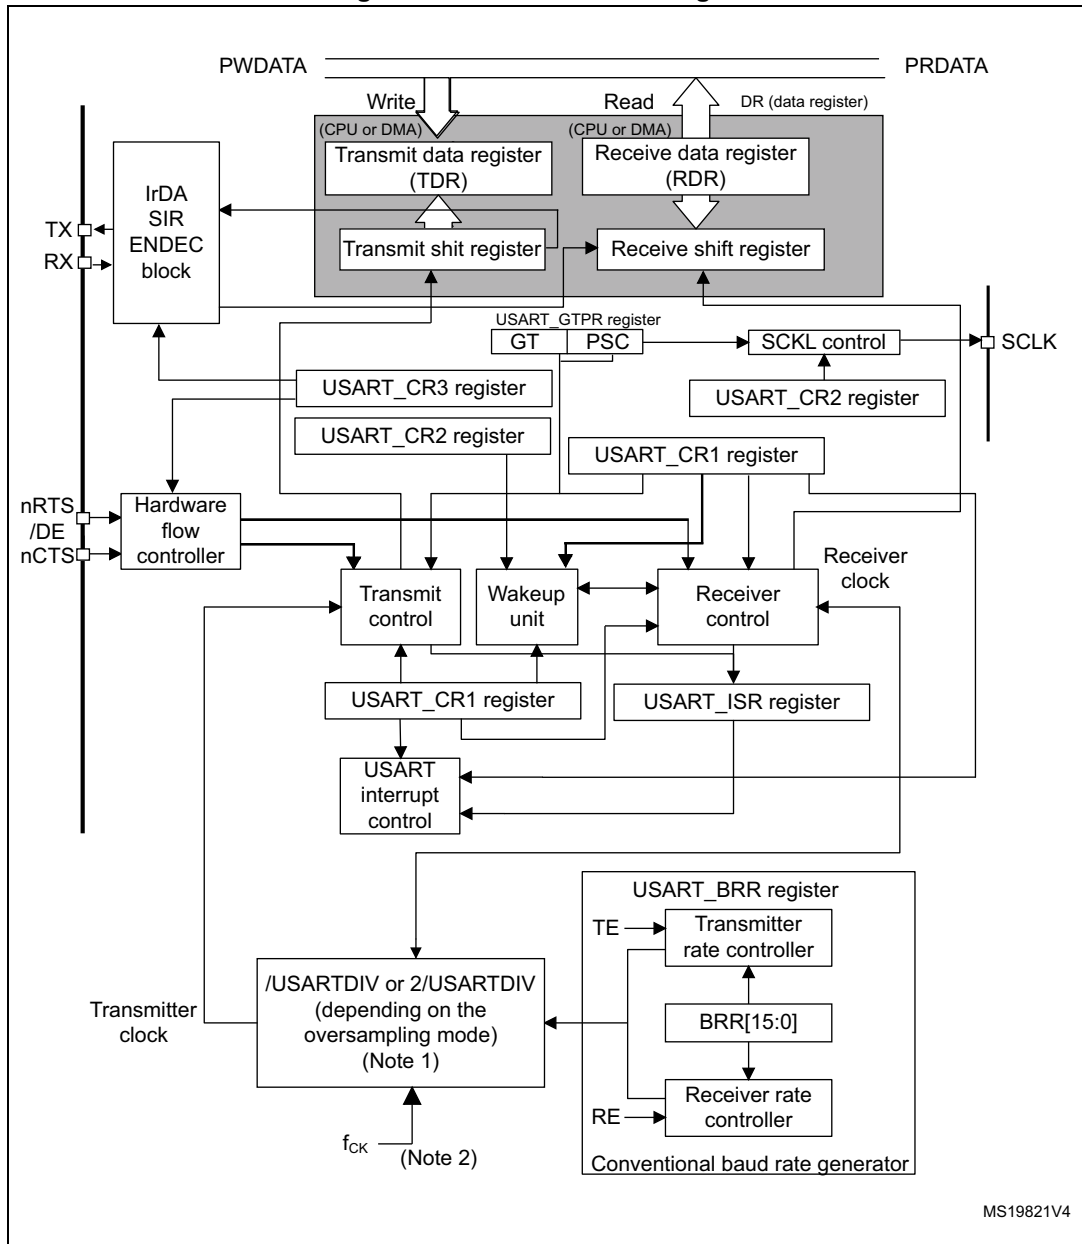 PWDATA
PRDATA
Write
Read
DR (data register)
(CPU or DMA)
(CPU or DMA)
Transmit data register
(TDR)
Receive data register
(RDR)
IrDA
SIR
ENDEC
block
TX
RX
Transmit shit register
Receive shift register
USART_GTPR register
GT
PSC
SCKL control
SCLK
USART_CR3 register
USART_CR2 register
USART_CR2 register
USART_CR1 register
nRTS
/DE
nCTS
Hardware
flow
controller
Receiver
clock
Transmit
control
Wakeup
unit
Receiver
control
USART_CR1 register
USART_ISR register
USART
interrupt
control
USART_BRR register
TE
Transmitter
rate controller
/USARTDIV or 2/USARTDIV
(depending on the
oversampling mode)
(Note 1)
Transmitter
clock
BRR[15:0]
Receiver rate
controller
RE
fCK
(Note 2)
Conventional baud rate generator
MS19821V4